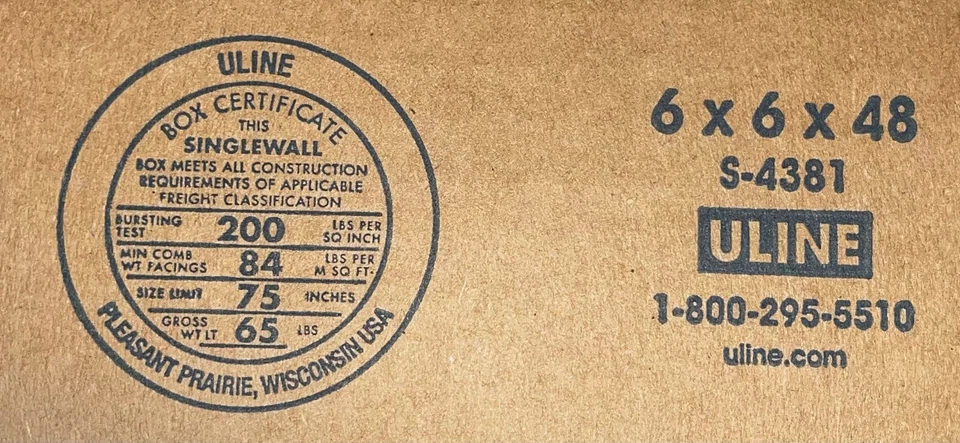 ULINE
BOX CERTIFICATE
THIS
SINGLEWALL
BOX MEETS ALL CONSTRUCTION
REQUIREMENTS OF APPLICABLE
FREIGHT CLASSIFICATION
BURSTING TEST 200 LBS PER SQ INCH
MIN COMB WT FACINGS 84 LBS PER M SQ FT.
SIZE LIMIT 75 INCHES
GROSS WT LT 65 LBS
PLEASANT PRAIRIE, WISCONSIN USA
6 x 6 x 48
S-4381
ULINE
1-800-295-5510
uline.com